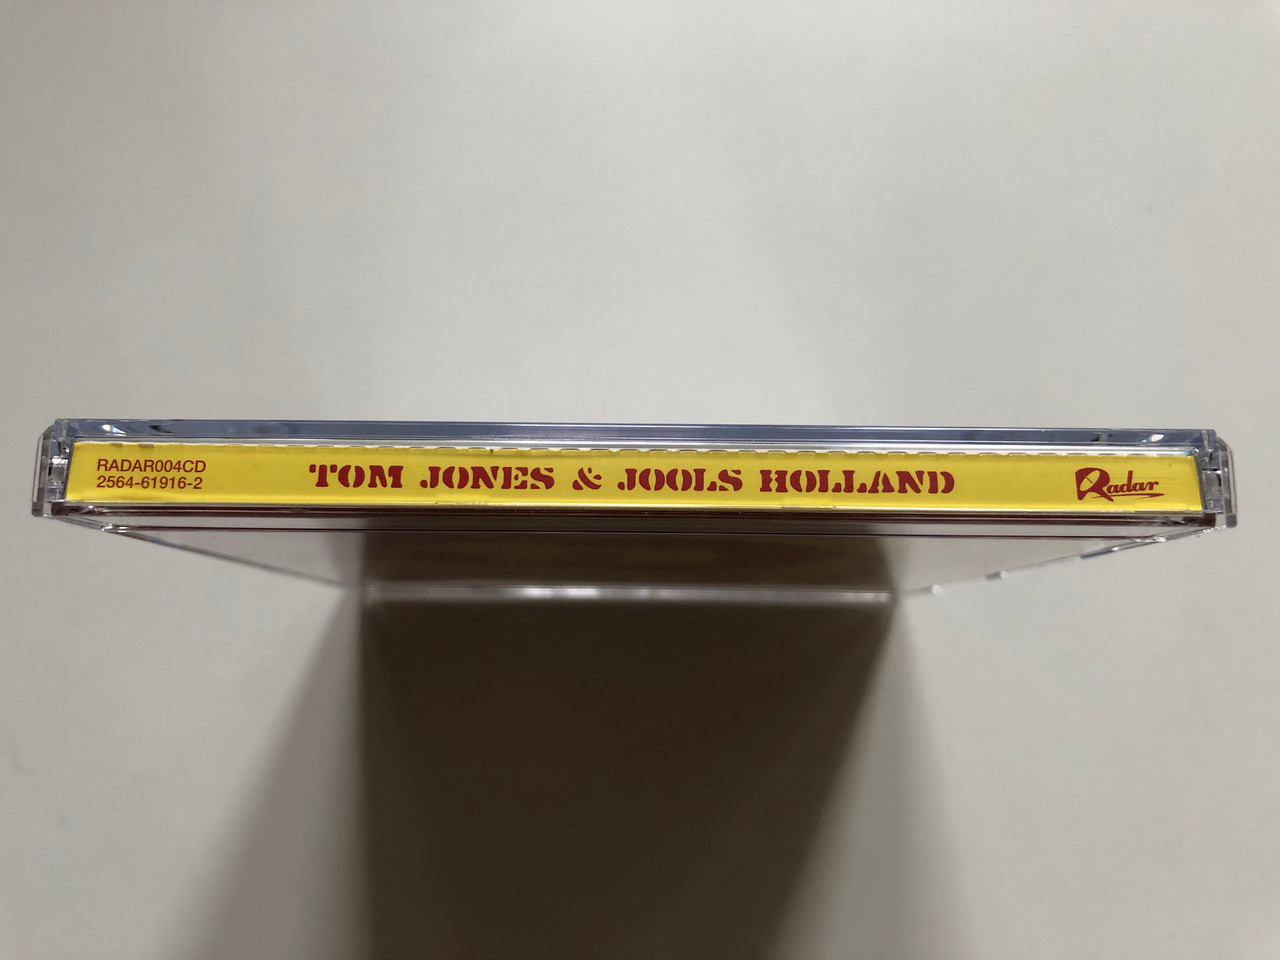 RADAR004CD
2564-61916-2
TOM JONES & JOOLS HOLLAND
Radar